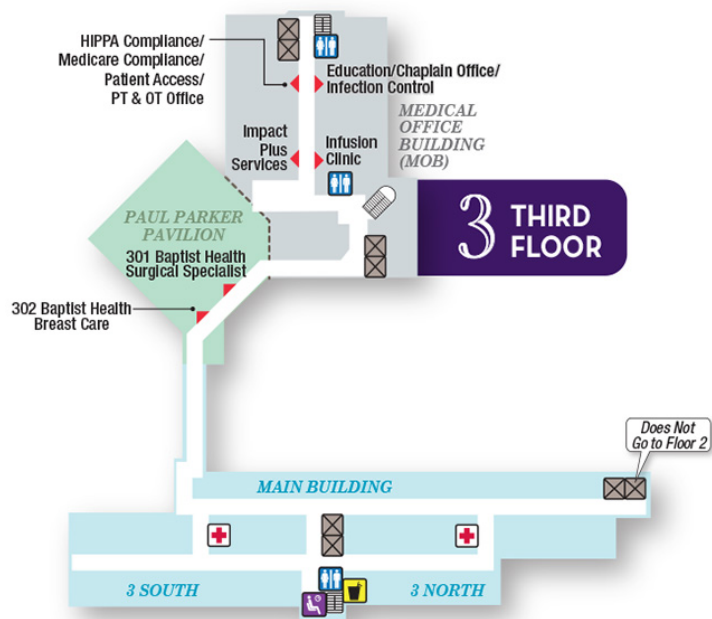 HIPPA Compliance/
Medicare Compliance/
Patient Access/
PT & OT Office
Education/Chaplain Office/
Infection Control
MEDICAL
OFFICE
BUILDING
(MOB)
Impact
Plus
Services
Infusion
Clinic
3 THIRD
FLOOR
PAUL PARKER
PAVILION
301 Baptist Health
Surgical Specialist
302 Baptist Health
Breast Care
Does Not
Go to Floor 2
MAIN BUILDING
3 SOUTH
3 NORTH